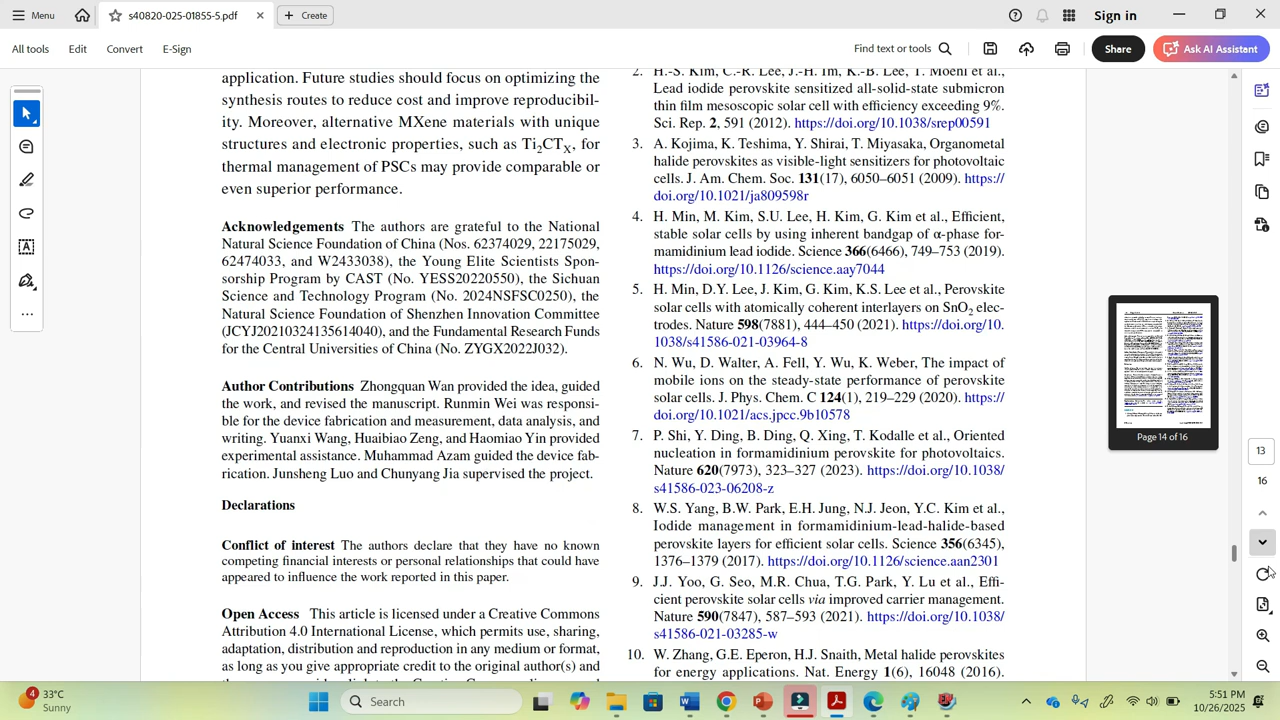 Menu
s40820-025-01855-5.pdf
Create
Sign in
All tools
Edit
Convert
E-Sign
Find text or tools
Share
Ask AI Assistant
application. Future studies should focus on optimizing the
synthesis routes to reduce cost and improve reproducibil-
ity. Moreover, alternative MXene materials with unique
structures and electronic properties, such as Ti₂CTₓ, for
thermal management of PSCs may provide comparable or
even superior performance.
Acknowledgements The authors are grateful to the National
Natural Science Foundation of China (Nos. 62374029, 22175029,
62474033, and W2433038), the Young Elite Scientists Spon-
sorship Program by CAST (No. YESS20220550), the Sichuan
Science and Technology Program (No. 2024NSFSC0250), the
Natural Science Foundation of Shenzhen Innovation Committee
(JCYJ20210324135614040), and the Fundamental Research Funds
for the Central Universities of China (No. ZYGX2022J032).
Author Contributions Zhongquan Wan provided the idea, guided
the work, and revised the manuscript. Runmin Wei was responsi-
ble for the device fabrication and measurement, data analysis, and
writing. Yuanxi Wang, Huaibiao Zeng, and Haomiao Yin provided
experimental assistance. Muhammad Azam guided the device fab-
rication. Junsheng Luo and Chunyang Jia supervised the project.
Declarations
Conflict of interest The authors declare that they have no known
competing financial interests or personal relationships that could have
appeared to influence the work reported in this paper.
Open Access This article is licensed under a Creative Commons
Attribution 4.0 International License, which permits use, sharing,
adaptation, distribution and reproduction in any medium or format,
as long as you give appropriate credit to the original author(s) and
2. H.-S. Kim, C.-R. Lee, J.-H. Im, K.-B. Lee, T. Moehl et al.,
Lead iodide perovskite sensitized all-solid-state submicron
thin film mesoscopic solar cell with efficiency exceeding 9%.
Sci. Rep. 2, 591 (2012). https://doi.org/10.1038/srep00591
3. A. Kojima, K. Teshima, Y. Shirai, T. Miyasaka, Organometal
halide perovskites as visible-light sensitizers for photovoltaic
cells. J. Am. Chem. Soc. 131(17), 6050–6051 (2009). https://
doi.org/10.1021/ja809598r
4. H. Min, M. Kim, S.U. Lee, H. Kim, G. Kim et al., Efficient,
stable solar cells by using inherent bandgap of α-phase for-
mamidinium lead iodide. Science 366(6466), 749–753 (2019).
https://doi.org/10.1126/science.aay7044
5. H. Min, D.Y. Lee, J. Kim, G. Kim, K.S. Lee et al., Perovskite
solar cells with atomically coherent interlayers on SnO₂ elec-
trodes. Nature 598(7881), 444–450 (2021). https://doi.org/10.
1038/s41586-021-03964-8
6. N. Wu, D. Walter, A. Fell, Y. Wu, K. Weber, The impact of
mobile ions on the steady-state performance of perovskite
solar cells. J. Phys. Chem. C 124(1), 219–229 (2020). https://
doi.org/10.1021/acs.jpcc.9b10578
7. P. Shi, Y. Ding, B. Ding, Q. Xing, T. Kodalle et al., Oriented
nucleation in formamidinium perovskite for photovoltaics.
Nature 620(7973), 323–327 (2023). https://doi.org/10.1038/
s41586-023-06208-z
8. W.S. Yang, B.W. Park, E.H. Jung, N.J. Jeon, Y.C. Kim et al.,
Iodide management in formamidinium-lead-halide-based
perovskite layers for efficient solar cells. Science 356(6345),
1376–1379 (2017). https://doi.org/10.1126/science.aan2301
9. J.J. Yoo, G. Seo, M.R. Chua, T.G. Park, Y. Lu et al., Effi-
cient perovskite solar cells via improved carrier management.
Nature 590(7847), 587–593 (2021). https://doi.org/10.1038/
s41586-021-03285-w
10. W. Zhang, G.E. Eperon, H.J. Snaith, Metal halide perovskites
for energy applications. Nat. Energy 1(6), 16048 (2016).
Page 14 of 16
13
16
4
33°C
Sunny
Search
5:51 PM
10/26/2025